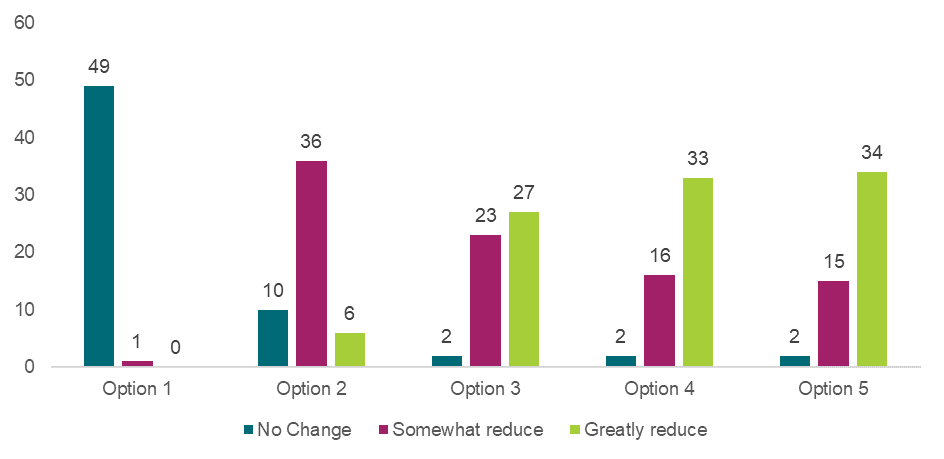 60
50
40
30
20
10
0
49
1
0
10
36
6
2
23
27
2
16
33
2
15
34
Option 1
Option 2
Option 3
Option 4
Option 5
No Change
Somewhat reduce
Greatly reduce